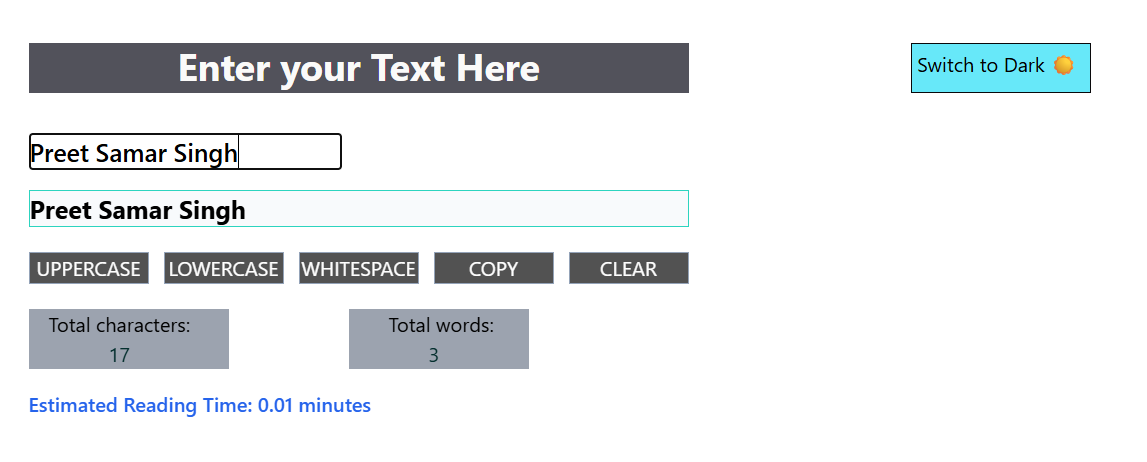 Enter your Text Here
Switch to Dark
Preet Samar Singh
Preet Samar Singh
UPPERCASE LOWERCASE WHITESPACE COPY CLEAR
Total characters: Total words:
17 3
Estimated Reading Time: 0.01 minutes